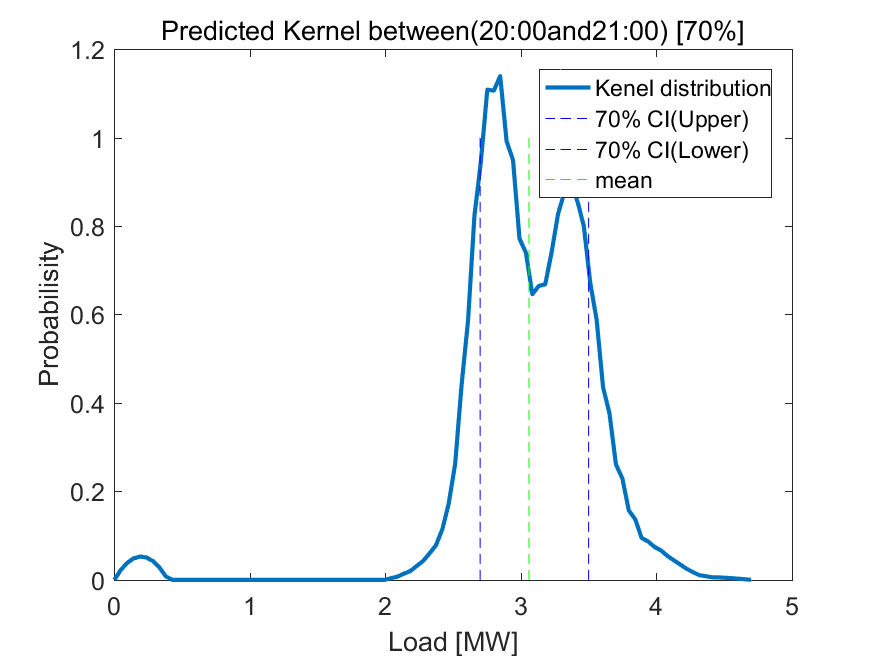 Predicted Kernel between(20:00and21:00) [70%]
1.2
1
0.8
0.6
0.4
0.2
0
Probabilisity
Kenel distribution
70% CI(Upper)
70% CI(Lower)
mean
0 1 2 3 4 5
Load [MW]